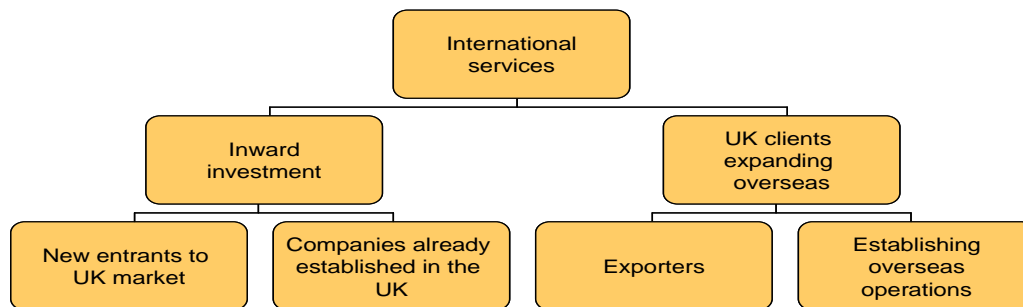 International
services
Inward
investment
UK clients
expanding
overseas
New entrants to
UK market
Companies already
established in the
UK
Exporters
Establishing
overseas
operations